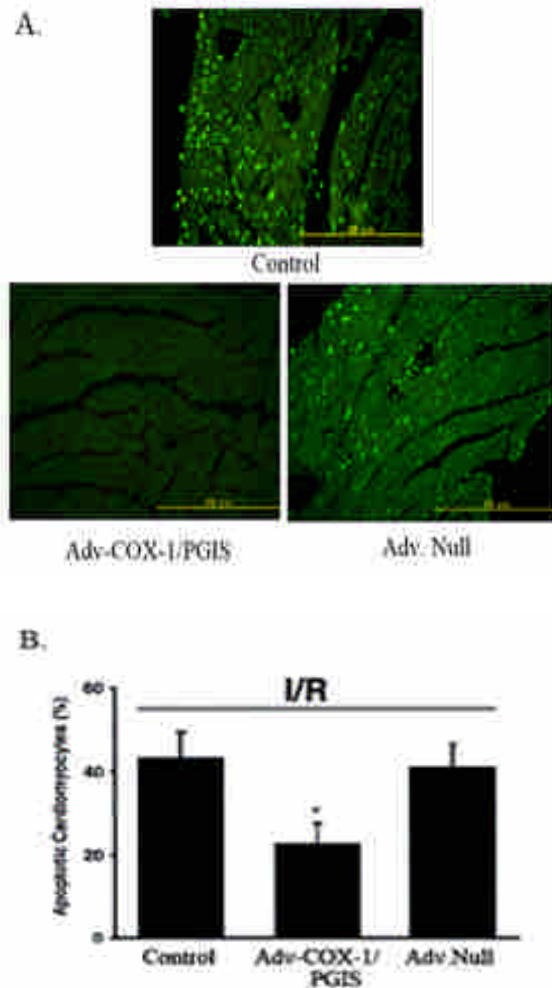 A.
Control
Adv-COX-1/PGIS
Adv. Null
B.
I/R
Apoptotic Cardiomyocytes (%)
60
40
20
0
*
Control
Adv-COX-1/
PGIS
Adv.Null